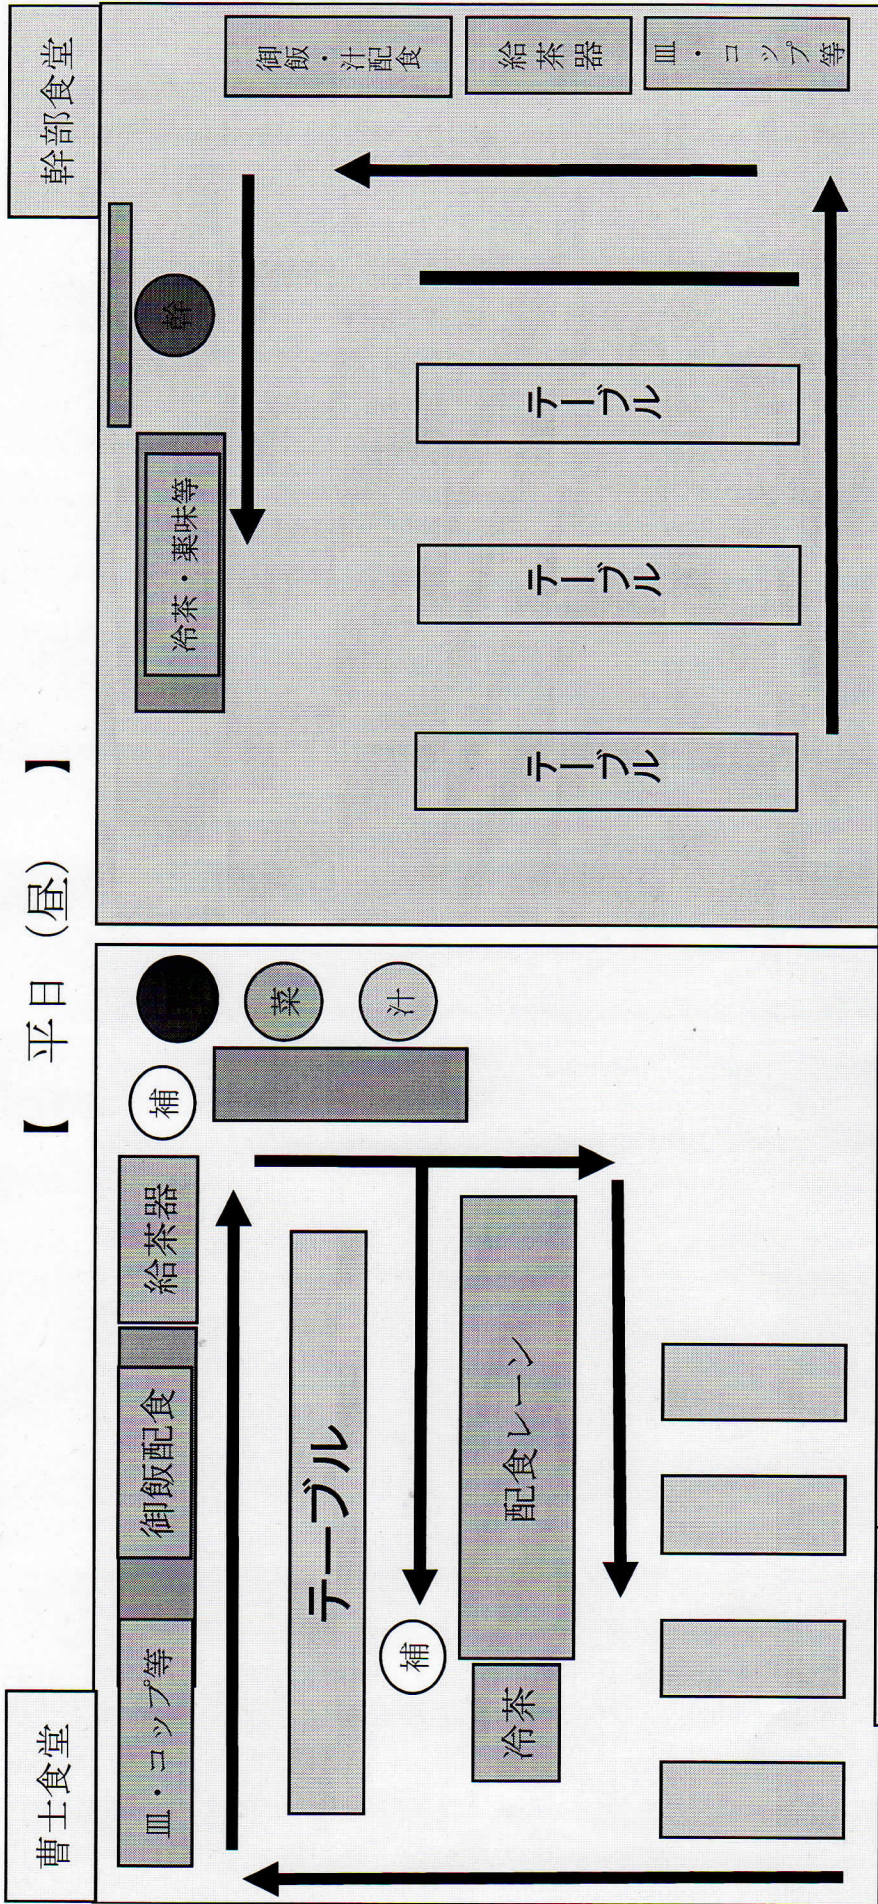 【 平日 (昼) 】
曹士食堂
皿・コップ等
御飯配食
給茶器
補
菜
汁
テーブル
補
配食レーン
冷茶
幹部食堂
幹
冷茶・薬味等
御飯・汁配食
給茶器
皿・コップ等
テーブル
テーブル
テーブル